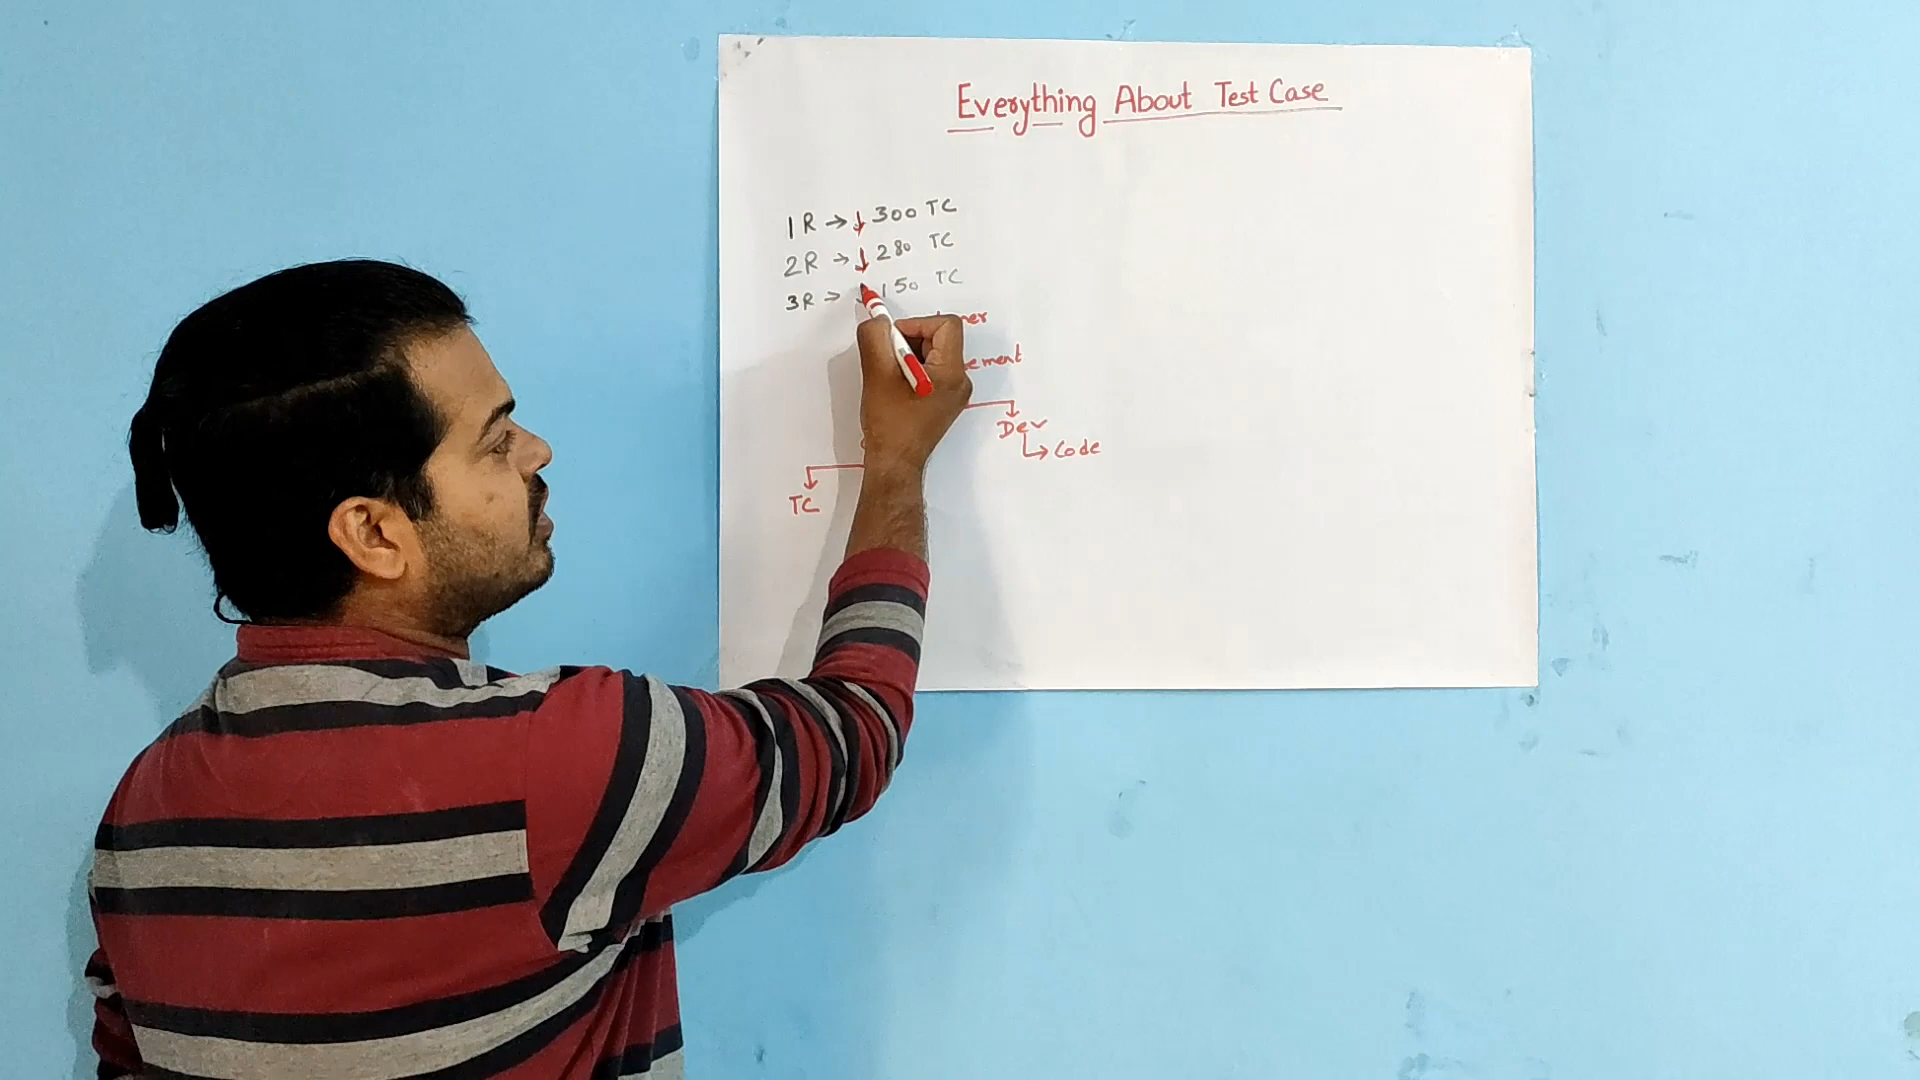 Everything About Test Case
1R → ↓ 300 TC
2R → ↓ 280 TC
3R → ↓ 150 TC
Dev
↳ Code
TC